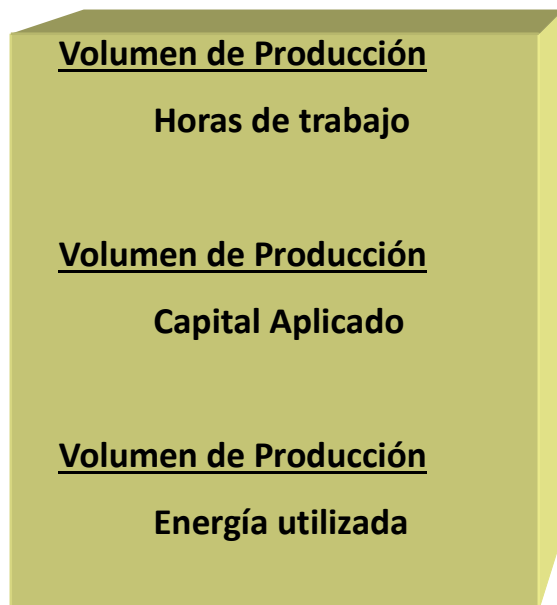 Volumen de Producción
Horas de trabajo
Volumen de Producción
Capital Aplicado
Volumen de Producción
Energía utilizada